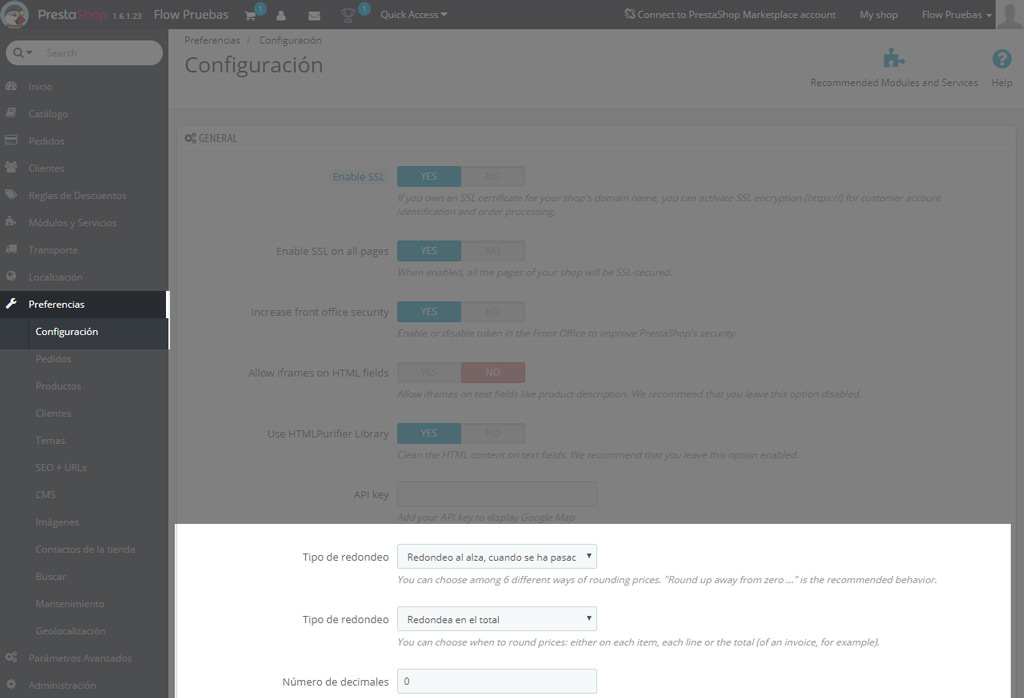 PrestaShop 1.6.1.23 Flow Pruebas 1 1 Quick Access Connect to PrestaShop Marketplace account My shop Flow Pruebas
Search
Inicio
Catálogo
Pedidos
Clientes
Reglas de Descuentos
Módulos y Servicios
Transporte
Localización
Preferencias
Configuración
Pedidos
Productos
Clientes
Temas
SEO + URLs
CMS
Imágenes
Contactos de la tienda
Buscar
Mantenimiento
Geolocalización
Parámetros Avanzados
Administración
Preferencias / Configuración
Configuración
Recommended Modules and Services
Help
GENERAL
Enable SSL YES NO
If you own an SSL certificate for your shop's domain name, you can activate SSL encryption (https://) for customer account
identification and order processing.
Enable SSL on all pages YES NO
When enabled, all the pages of your shop will be SSL-secured.
Increase front office security YES NO
Enable or disable token in the Front Office to improve PrestaShop's security.
Allow iframes on HTML fields YES NO
Allow iframes on text fields like product description. We recommend that you leave this option disabled.
Use HTMLPurifier Library YES NO
Clean the HTML content on text fields. We recommend that you leave this option enabled.
API key
Add your API key to display Google Map
Tipo de redondeo Redondeo al alza, cuando se ha pasac
You can choose among 6 different ways of rounding prices. "Round up away from zero ..." is the recommended behavior.
Tipo de redondeo Redondea en el total
You can choose when to round prices: either on each item, each line or the total (of an invoice, for example).
Número de decimales 0